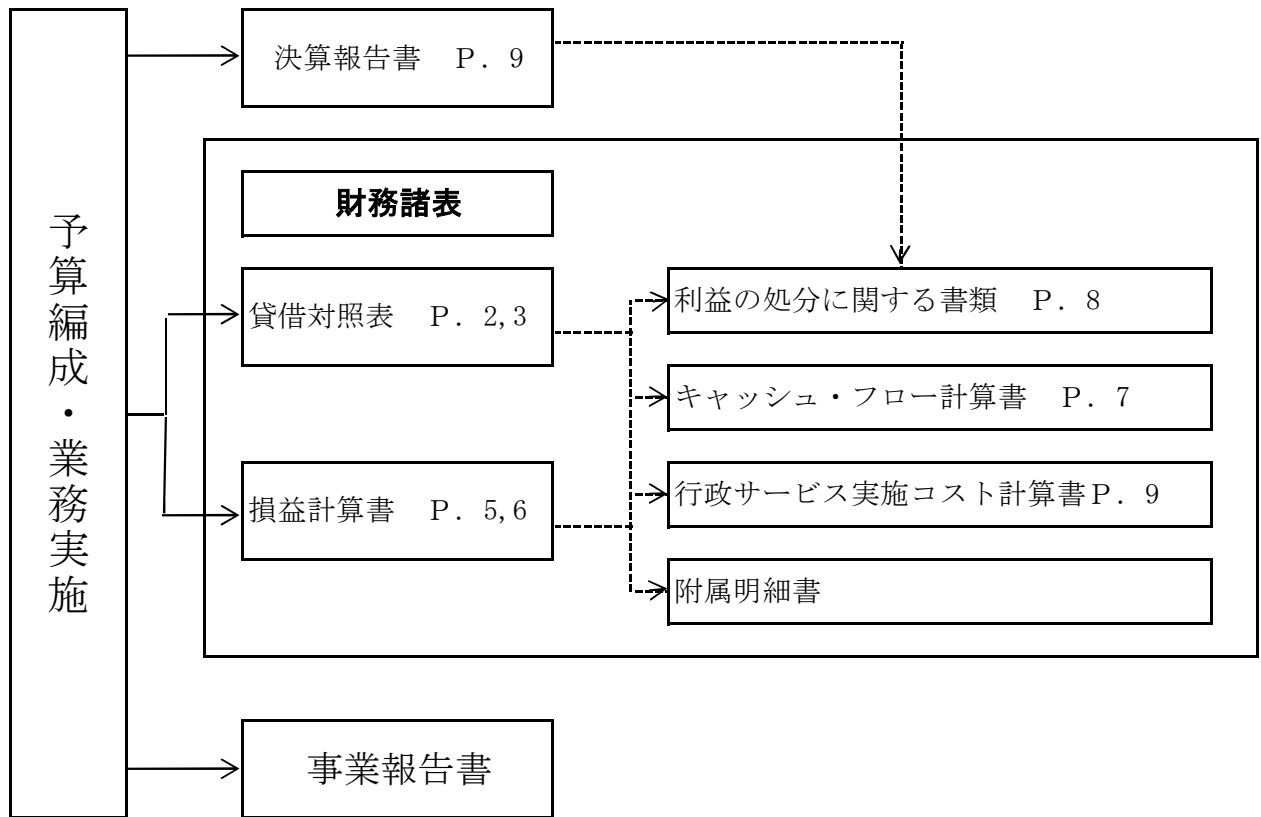 予算編成・業務実施
決算報告書　Ｐ．９
財務諸表
貸借対照表　Ｐ．2,3
損益計算書　Ｐ．5,6
利益の処分に関する書類　Ｐ．８
キャッシュ・フロー計算書　Ｐ．７
行政サービス実施コスト計算書Ｐ．９
附属明細書
事業報告書